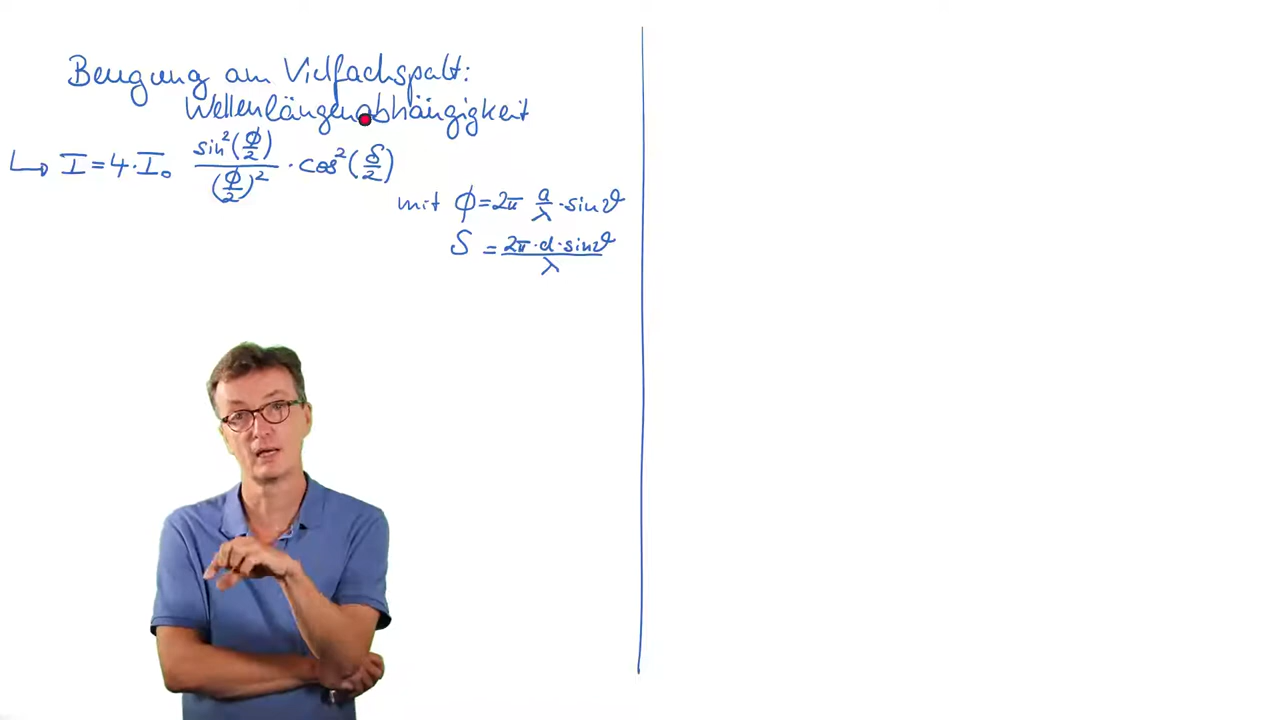 Beugung am Vielfachspalt:
Wellenlängenabhängigkeit
↳ I = 4 · I₀ sin²(ϕ/2) / (ϕ/2)² · cos²(δ/2)
mit ϕ = 2π a/λ · sin ϑ
δ = 2π · d · sin ϑ / λ